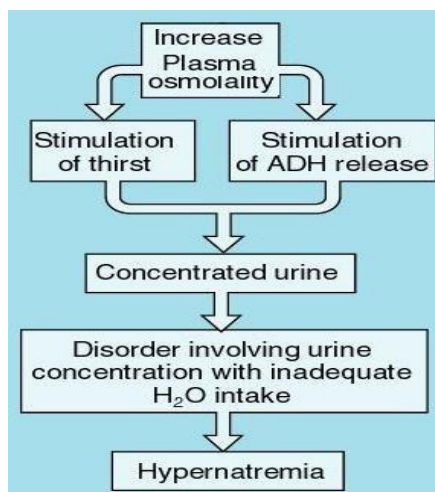 Increase
Plasma
osmolality
Stimulation
of thirst
Stimulation
of ADH release
Concentrated urine
Disorder involving urine
concentration with inadequate
H₂O intake
Hypernatremia